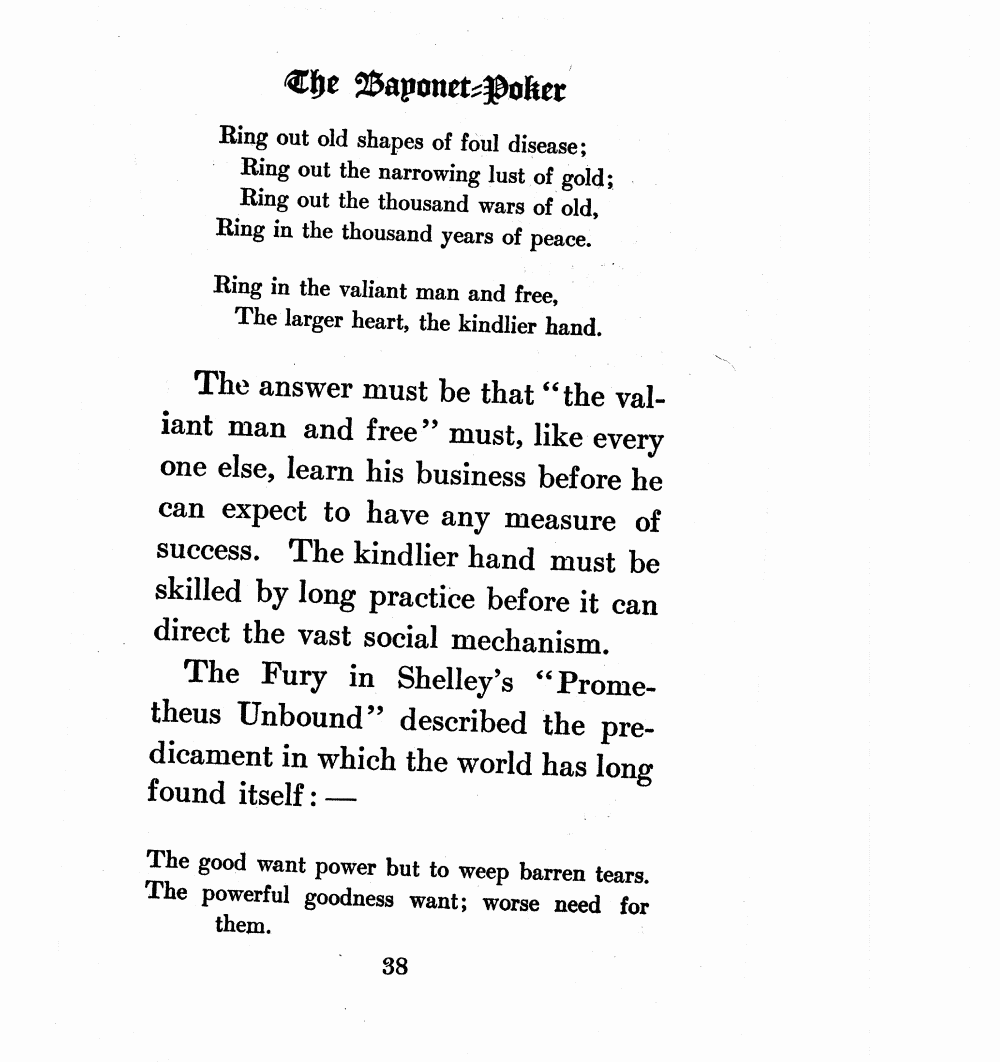 The Bayonet-Poker
Ring out old shapes of foul disease;
Ring out the narrowing lust of gold;
Ring out the thousand wars of old,
Ring in the thousand years of peace.
Ring in the valiant man and free,
The larger heart, the kindlier hand.
The answer must be that “the val-
iant man and free” must, like every
one else, learn his business before he
can expect to have any measure of
success. The kindlier hand must be
skilled by long practice before it can
direct the vast social mechanism.
The Fury in Shelley’s “Prome-
theus Unbound” described the pre-
dicament in which the world has long
found itself: —
The good want power but to weep barren tears.
The powerful goodness want; worse need for
them.
38